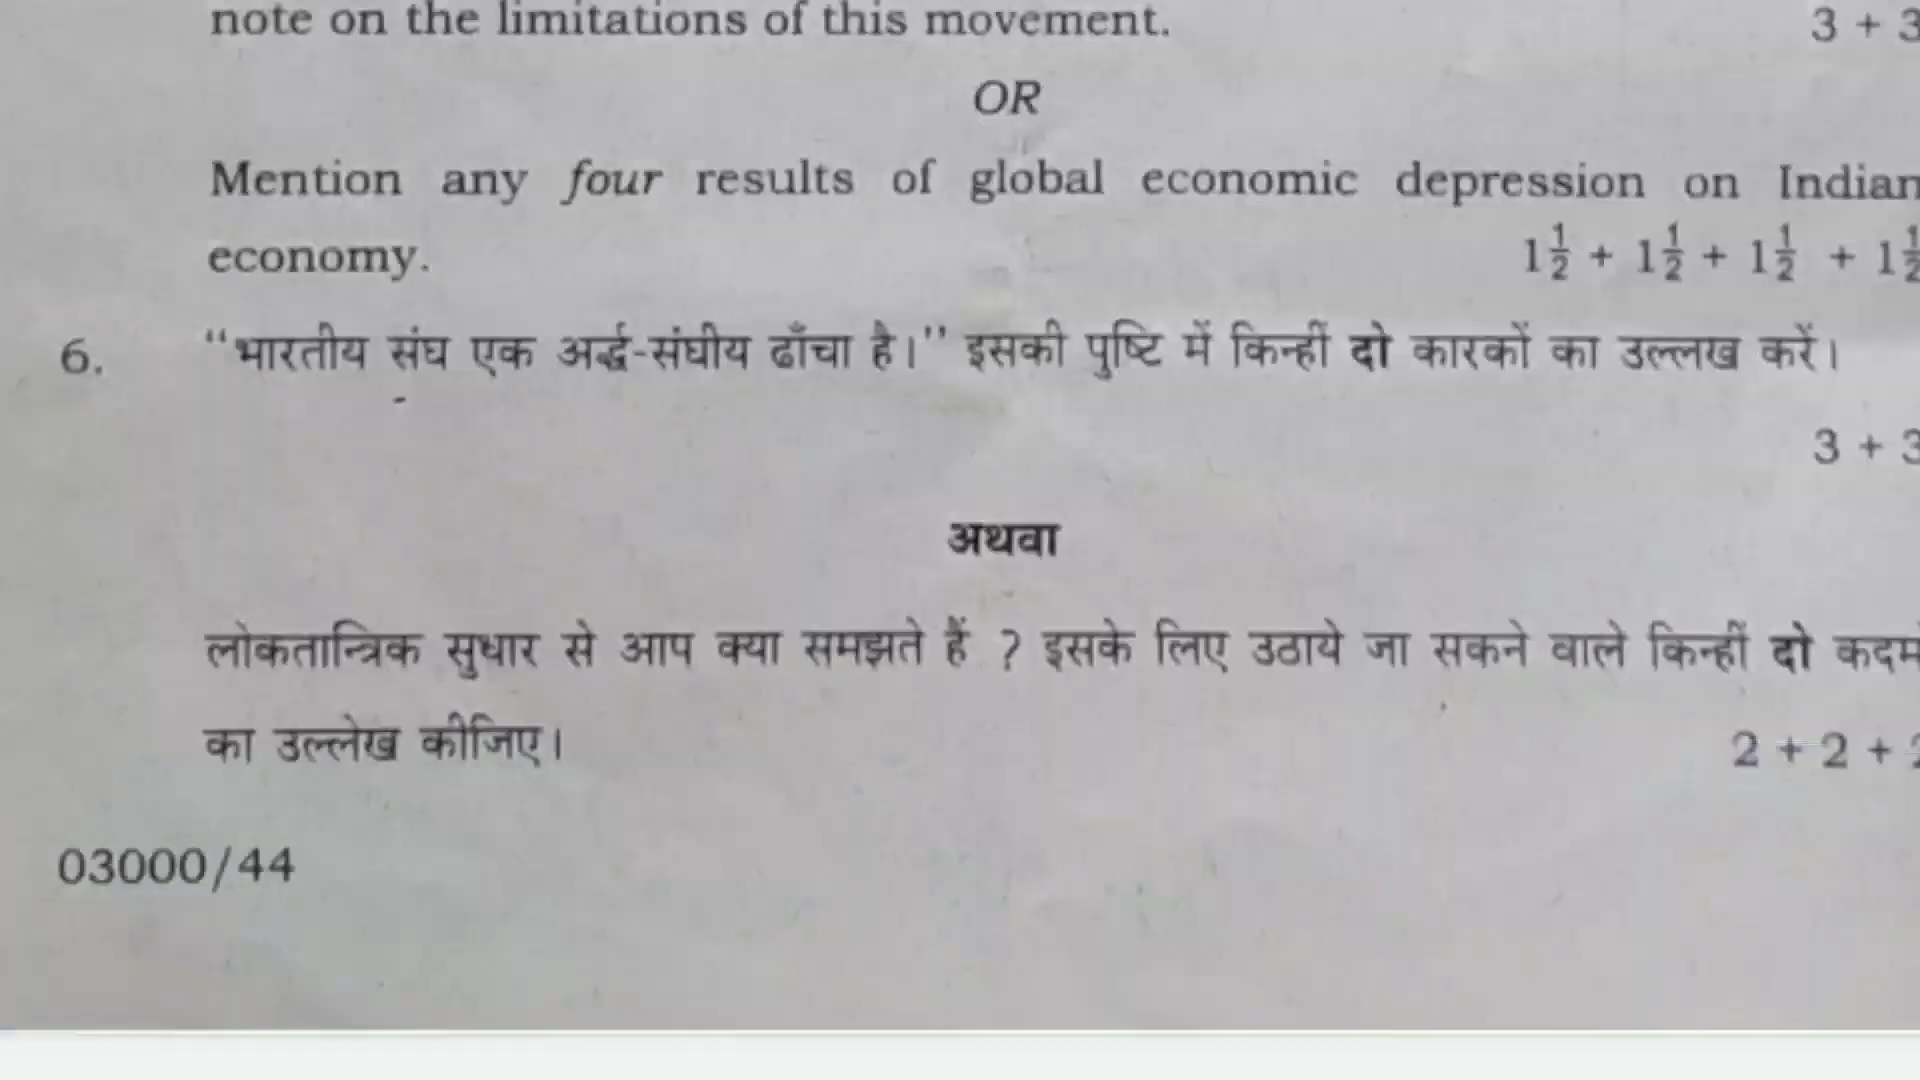 note on the limitations of this movement. 3 + 3
OR
Mention any four results of global economic depression on Indian
economy. 1½ + 1½ + 1½ + 1½
6. “भारतीय संघ एक अर्द्ध-संघीय ढाँचा है।” इसकी पुष्टि में किन्हीं दो कारकों का उल्लख करें।
3 + 3
अथवा
लोकतान्त्रिक सुधार से आप क्या समझते हैं ? इसके लिए उठाये जा सकने वाले किन्हीं दो
का उल्लेख कीजिए। 2 + 2 +
03000/44